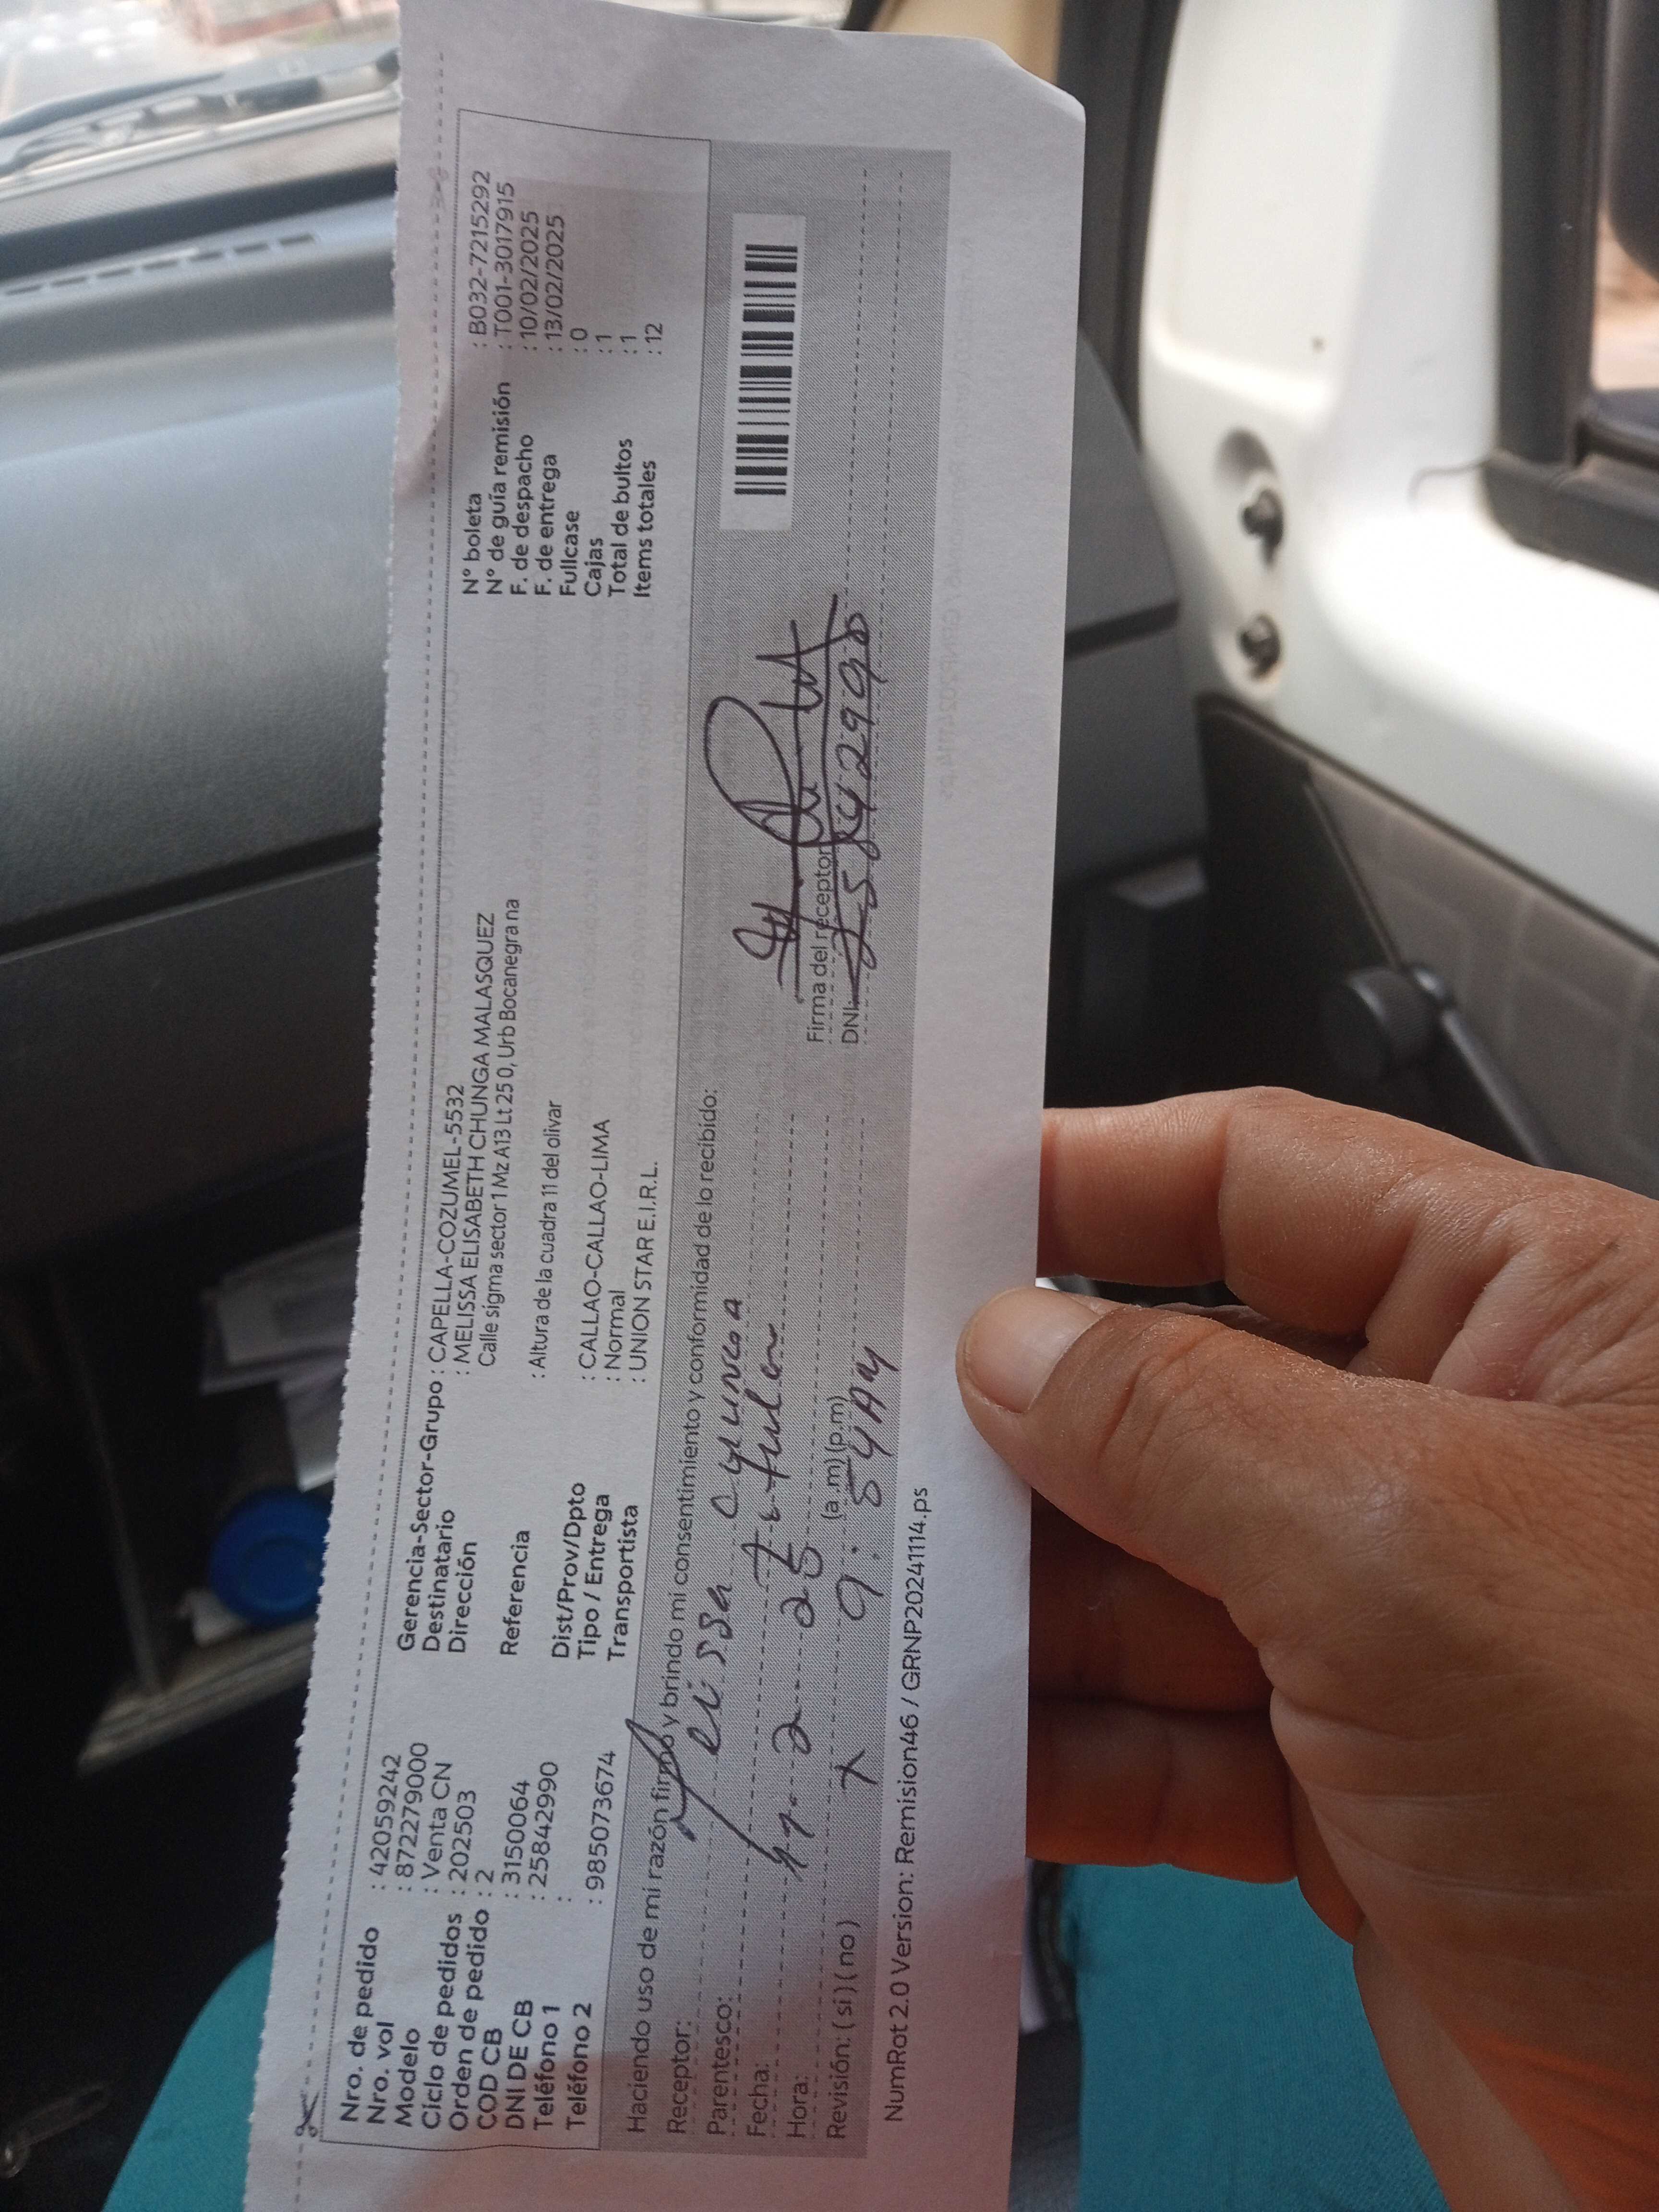 Nro. de pedido : 42059242
Nro. vol : 8722279000
Modelo : Venta CN
Ciclo de pedidos : 202503
Orden de pedido : 2
COD CB : 3150064
DNI DE CB : 25842990
Teléfono 1 :
Teléfono 2 : 985073674
Gerencia-Sector-Grupo : CAPELLA-COZUMEL-5532
Destinatario : MELISSA ELISABETH CHUNGA MALASQUEZ
Dirección Calle sigma sector 1 Mz A13 Lt 25 0, Urb Bocanegra na
Referencia : Altura de la cuadra 11 del olivar
Dist/Prov/Dpto : CALLAO-CALLAO-LIMA
Tipo / Entrega : Normal
Transportista : UNION STAR E.I.R.L.
N° boleta : B032-7215292
N° de guía remisión : T001-3017915
F. de despacho : 10/02/2025
F. de entrega : 13/02/2025
Fullcase : 0
Cajas : 1
Total de bultos : 1
Items totales : 12
Haciendo uso de mi razón firmo y brindo mi consentimiento y conformidad de lo recibido:
Receptor: Melissa Chunga
Parentesco: titular
Fecha: 2 25
Hora: 9:54 AM (a.m) (p.m)
Revisión: ( si ) ( no ) X
Firma del receptor
DNI: 25842990
NumRot 2.0 Version: Remision46 / GRNP20241114.ps